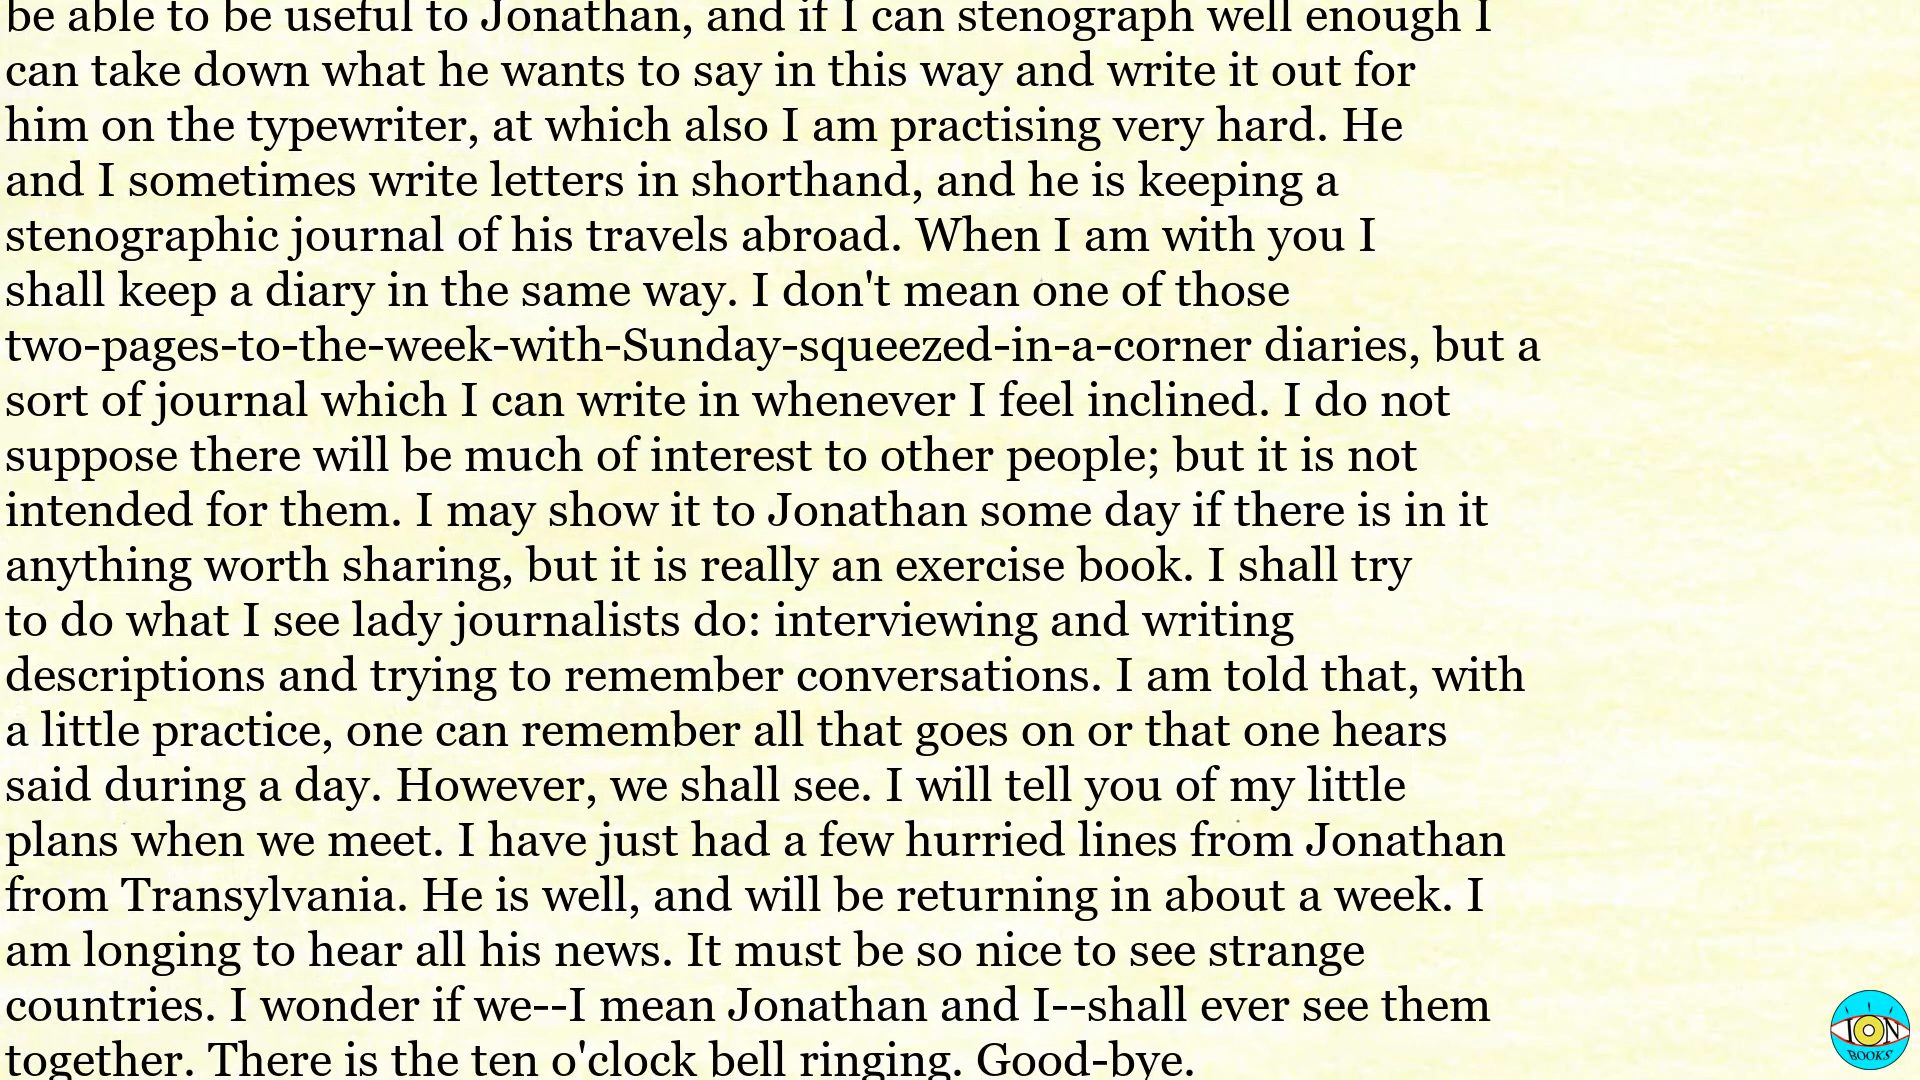 be able to be useful to Jonathan, and if I can stenograph well enough I
can take down what he wants to say in this way and write it out for
him on the typewriter, at which also I am practising very hard. He
and I sometimes write letters in shorthand, and he is keeping a
stenographic journal of his travels abroad. When I am with you I
shall keep a diary in the same way. I don't mean one of those
two-pages-to-the-week-with-Sunday-squeezed-in-a-corner diaries, but a
sort of journal which I can write in whenever I feel inclined. I do not
suppose there will be much of interest to other people; but it is not
intended for them. I may show it to Jonathan some day if there is in it
anything worth sharing, but it is really an exercise book. I shall try
to do what I see lady journalists do: interviewing and writing
descriptions and trying to remember conversations. I am told that, with
a little practice, one can remember all that goes on or that one hears
said during a day. However, we shall see. I will tell you of my little
plans when we meet. I have just had a few hurried lines from Jonathan
from Transylvania. He is well, and will be returning in about a week. I
am longing to hear all his news. It must be so nice to see strange
countries. I wonder if we--I mean Jonathan and I--shall ever see them
together. There is the ten o'clock bell ringing. Good-bye.
ION
BOOKS